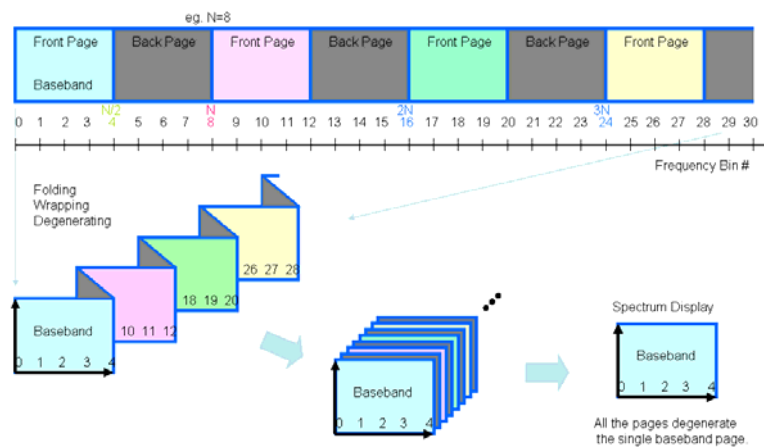 eg. N=8
Front Page Back Page Front Page Back Page Front Page Back Page Front Page
Baseband
N/2 N 2N 3N
0 1 2 3 4 5 6 7 8 9 10 11 12 13 14 15 16 17 18 19 20 21 22 23 24 25 26 27 28 29 30
Frequency Bin #
Folding
Wrapping
Degenerating
26 27 28
18 19 20
10 11 12
Baseband
0 1 2 3 4
Baseband
0 1 2 3 4
Spectrum Display
Baseband
0 1 2 3 4
All the pages degenerate
the single baseband page.